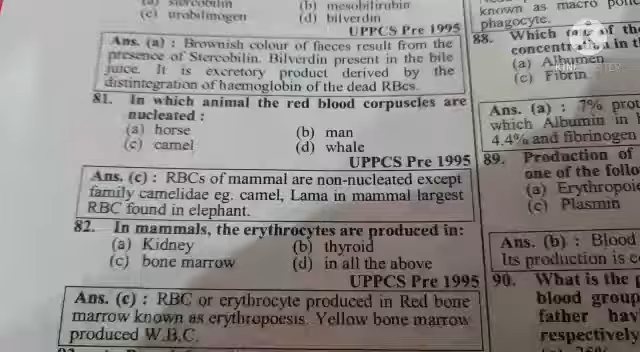 (a) stercobilin (b) mesobilirubin
(c) urobilinogen (d) bilverdin
UPPCS Pre 1995
Ans. (a) : Brownish colour of faeces result from the
presence of Stercobilin. Bilverdin present in the bile
juice. It is excretory product derived by the
distintegration of haemoglobin of the dead RBCs.
81. In which animal the red blood corpuscles are
nucleated :
(a) horse (b) man
(c) camel (d) whale
UPPCS Pre 1995
Ans. (c) : RBCs of mammal are non-nucleated except
family camelidae eg. camel, Lama in mammal largest
RBC found in elephant.
82. In mammals, the erythrocytes are produced in:
(a) Kidney (b) thyroid
(c) bone marrow (d) in all the above
UPPCS Pre 1995
Ans. (c) : RBC or erythrocyte produced in Red bone
marrow known as erythropoesis. Yellow bone marrow
produced W.B.C.
known as macro
phagocyte.
88. Which of th
in t
(a) Albumen
(c) Fibrin
Ans. (a) : 7% prot
which Albumin in
4.4% and fibrinogen
89. Production of
one of the follo
(a) Erythropoie
(c) Plasmin
Ans. (b) : Blood
Its production is c
90. What is the
blood group
father hav
respectively